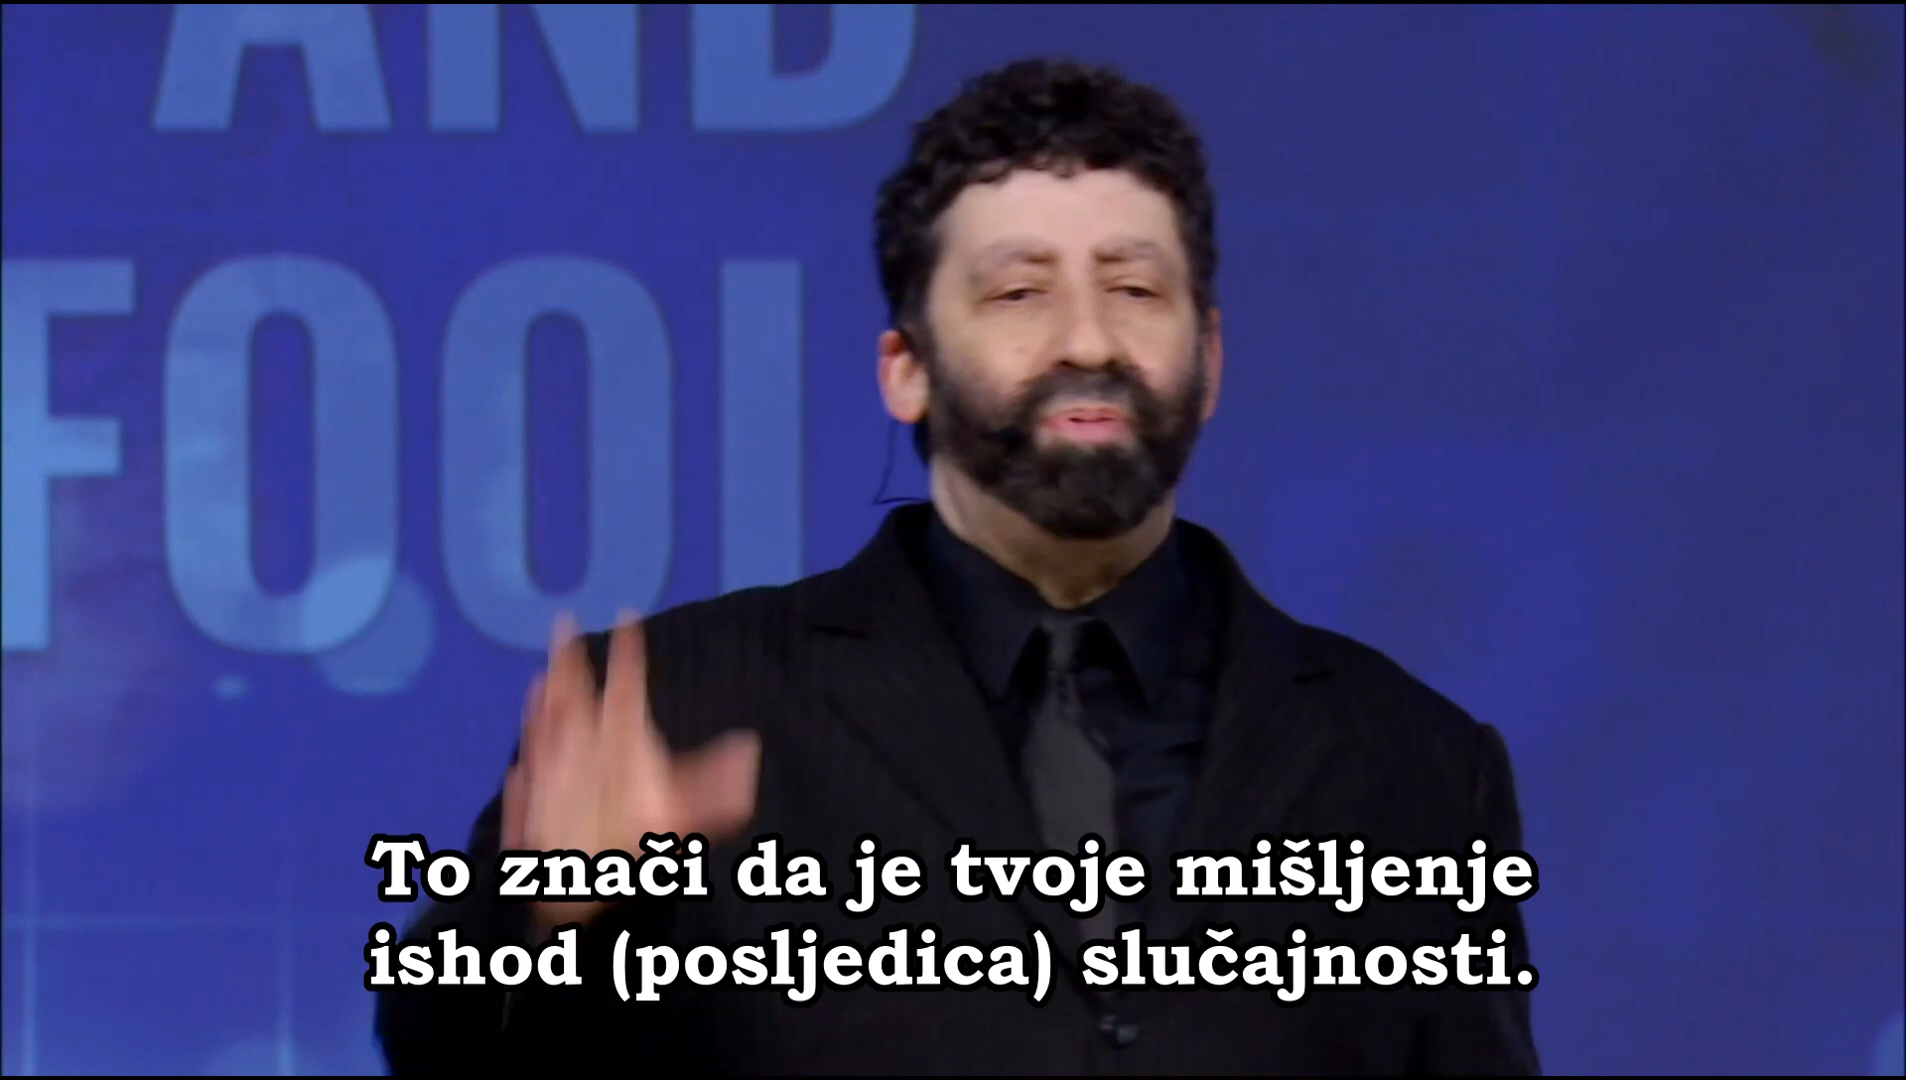 AND
FOOL
To znači da je tvoje mišljenje
ishod (posljedica) slučajnosti.